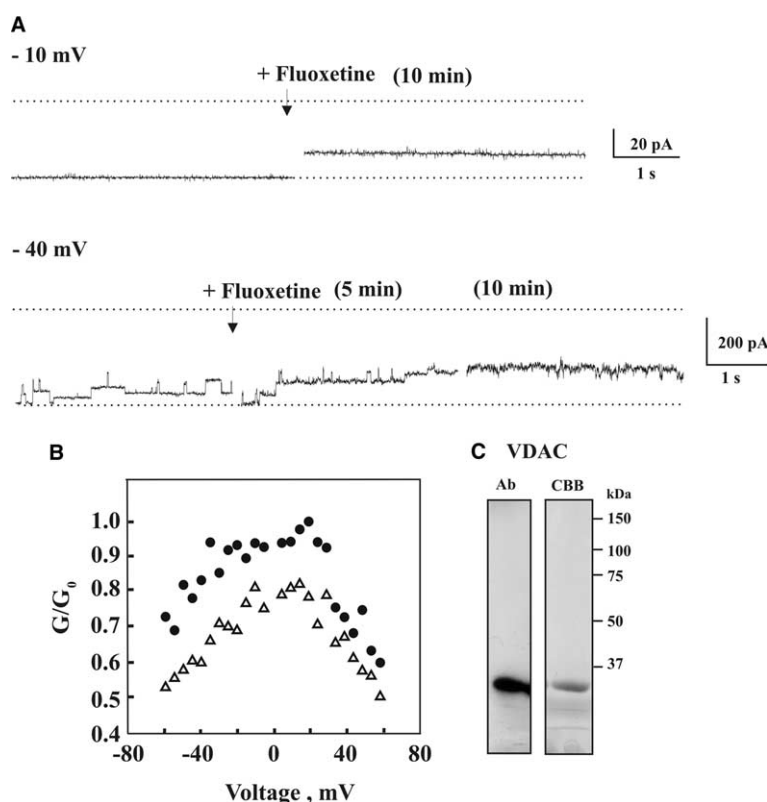 A
- 10 mV
+ Fluoxetine (10 min)
20 pA
1 s
- 40 mV
+ Fluoxetine (5 min) (10 min)
200 pA
1 s
B
1.0
0.9
0.8
0.7
0.6
0.5
0.4
G/G0
-80 -40 0 40 80
Voltage , mV
C VDAC
Ab CBB kDa
150
100
75
50
37